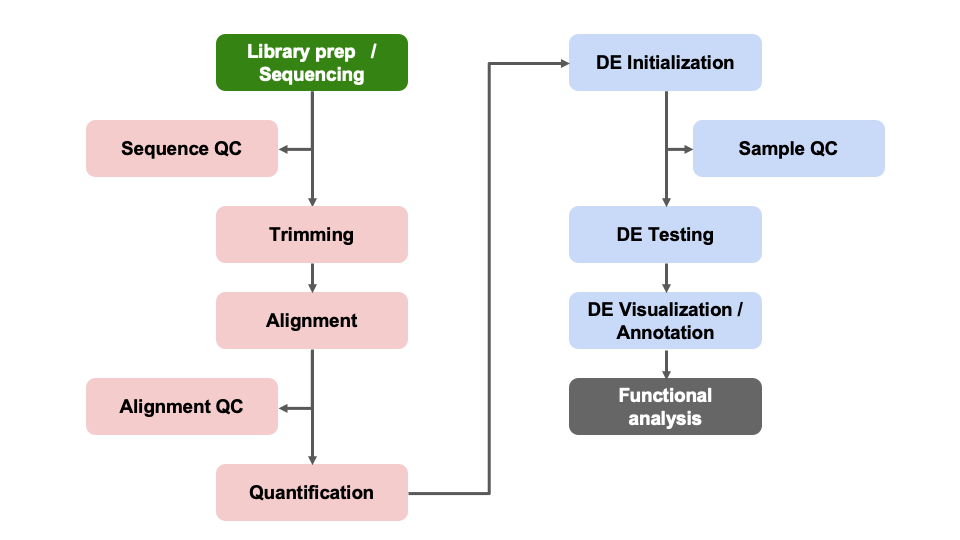 Library prep /
Sequencing
Sequence QC
Trimming
Alignment
Alignment QC
Quantification
DE Initialization
Sample QC
DE Testing
DE Visualization /
Annotation
Functional
analysis